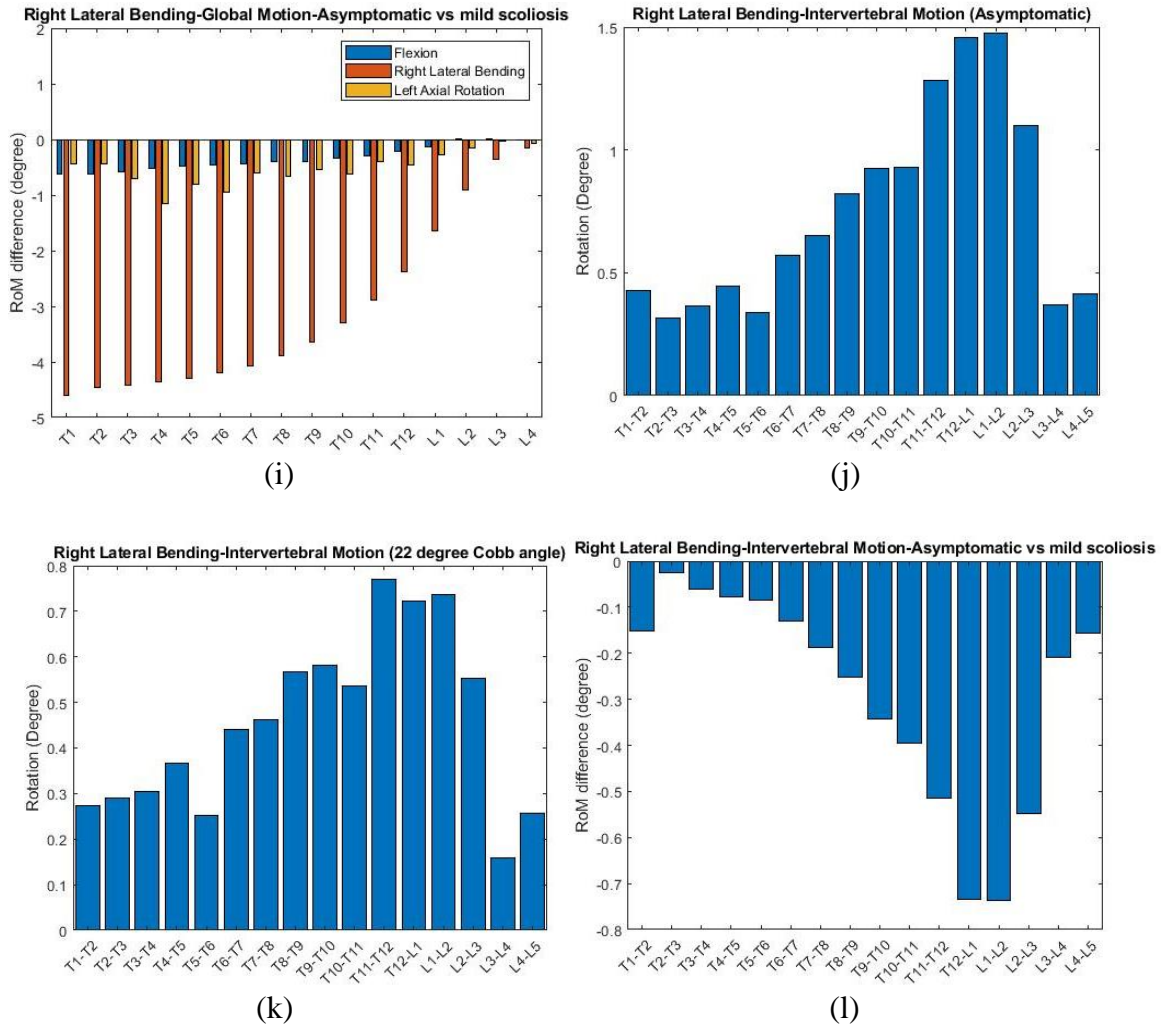 Right Lateral Bending-Global Motion-Asymptomatic vs mild scoliosis
2
1
0
-1
-2
-3
-4
-5
RoM difference (degree)
Flexion
Right Lateral Bending
Left Axial Rotation
T1 T2 T3 T4 T5 T6 T7 T8 T9 T10 T11 T12 L1 L2 L3 L4
(i)
Right Lateral Bending-Intervertebral Motion (Asymptomatic)
1.5
1
0.5
0
Rotation (Degree)
T1-T2 T2-T3 T3-T4 T4-T5 T5-T6 T6-T7 T7-T8 T8-T9 T9-T10 T10-T11 T11-T12 T12-L1 L1-L2 L2-L3 L3-L4 L4-L5
(j)
Right Lateral Bending-Intervertebral Motion (22 degree Cobb angle)
0.8
0.7
0.6
0.5
0.4
0.3
0.2
0.1
0
Rotation (Degree)
T1-T2 T2-T3 T3-T4 T4-T5 T5-T6 T6-T7 T7-T8 T8-T9 T9-T10 T10-T11 T11-T12 T12-L1 L1-L2 L2-L3 L3-L4 L4-L5
(k)
Right Lateral Bending-Intervertebral Motion-Asymptomatic vs mild scoliosis
0
-0.1
-0.2
-0.3
-0.4
-0.5
-0.6
-0.7
-0.8
RoM difference (degree)
T1-T2 T2-T3 T3-T4 T4-T5 T5-T6 T6-T7 T7-T8 T8-T9 T9-T10 T10-T11 T11-T12 T12-L1 L1-L2 L2-L3 L3-L4 L4-L5
(l)